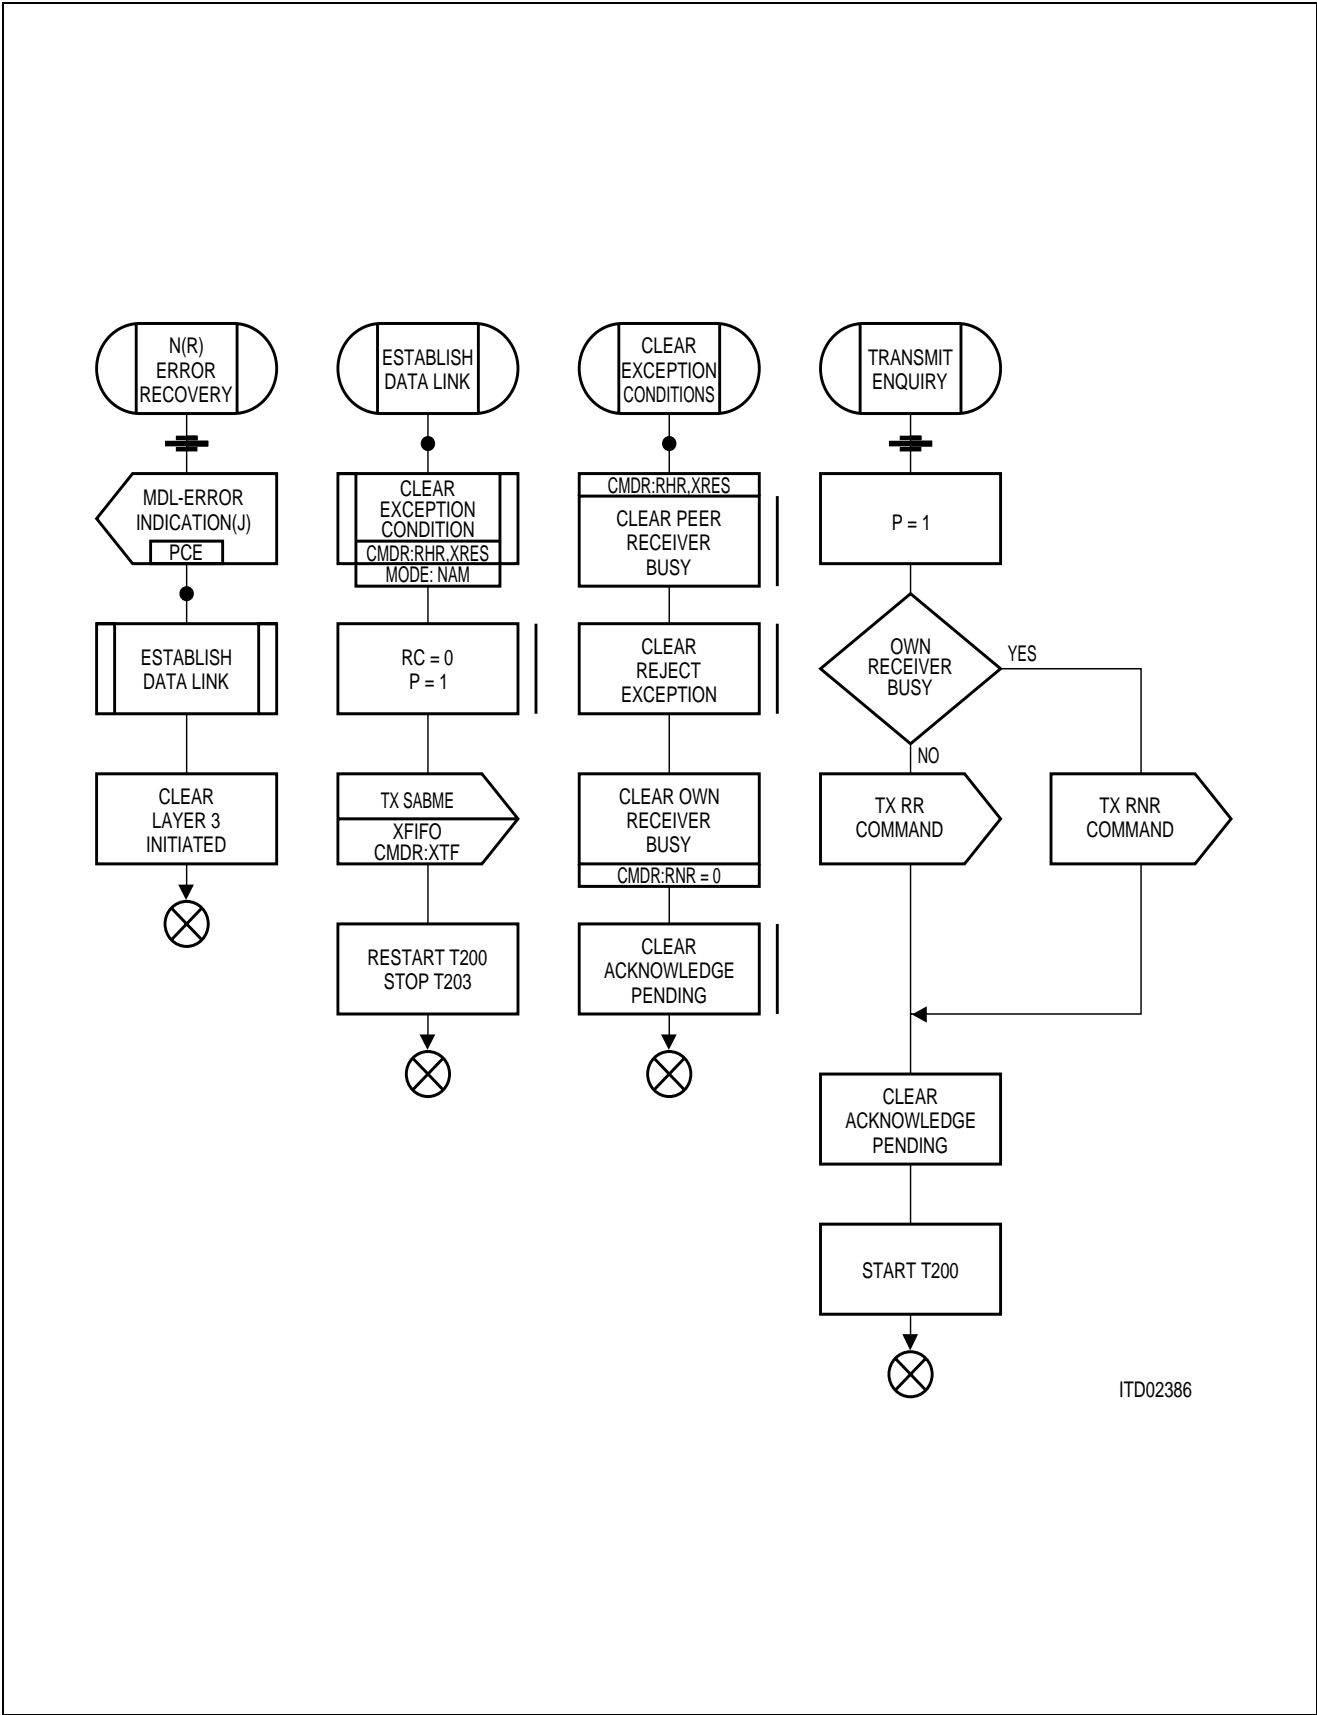 N(R)
ERROR
RECOVERY
MDL-ERROR
INDICATION(J)
PCE
ESTABLISH
DATA LINK
CLEAR
LAYER 3
INITIATED
ESTABLISH
DATA LINK
CLEAR
EXCEPTION
CONDITION
CMDR:RHR,XRES
MODE: NAM
RC = 0
P = 1
TX SABME
XFIFO
CMDR:XTF
RESTART T200
STOP T203
CLEAR
EXCEPTION
CONDITIONS
CMDR:RHR,XRES
CLEAR PEER
RECEIVER
BUSY
CLEAR
REJECT
EXCEPTION
CLEAR OWN
RECEIVER
BUSY
CMDR:RNR = 0
CLEAR
ACKNOWLEDGE
PENDING
TRANSMIT
ENQUIRY
P = 1
OWN
RECEIVER
BUSY
YES
NO
TX RR
COMMAND
TX RNR
COMMAND
CLEAR
ACKNOWLEDGE
PENDING
START T200
ITD02386